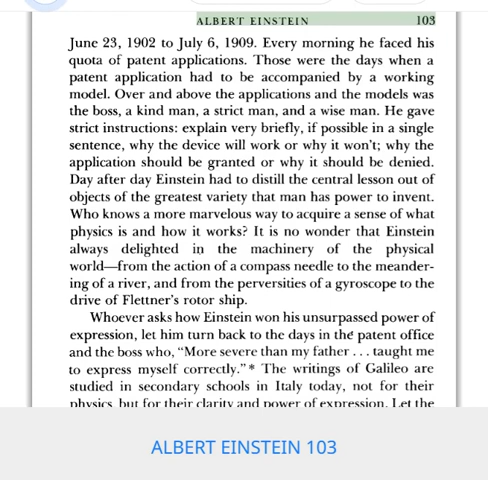 ALBERT EINSTEIN 103
June 23, 1902 to July 6, 1909. Every morning he faced his
quota of patent applications. Those were the days when a
patent application had to be accompanied by a working
model. Over and above the applications and the models was
the boss, a kind man, a strict man, and a wise man. He gave
strict instructions: explain very briefly, if possible in a single
sentence, why the device will work or why it won't; why the
application should be granted or why it should be denied.
Day after day Einstein had to distill the central lesson out of
objects of the greatest variety that man has power to invent.
Who knows a more marvelous way to acquire a sense of what
physics is and how it works? It is no wonder that Einstein
always delighted in the machinery of the physical
world—from the action of a compass needle to the meander-
ing of a river, and from the perversities of a gyroscope to the
drive of Flettner's rotor ship.
Whoever asks how Einstein won his unsurpassed power of
expression, let him turn back to the days in the patent office
and the boss who, "More severe than my father . . . taught me
to express myself correctly."* The writings of Galileo are
studied in secondary schools in Italy today, not for their
physics, but for their clarity and power of expression. Let the
ALBERT EINSTEIN 103